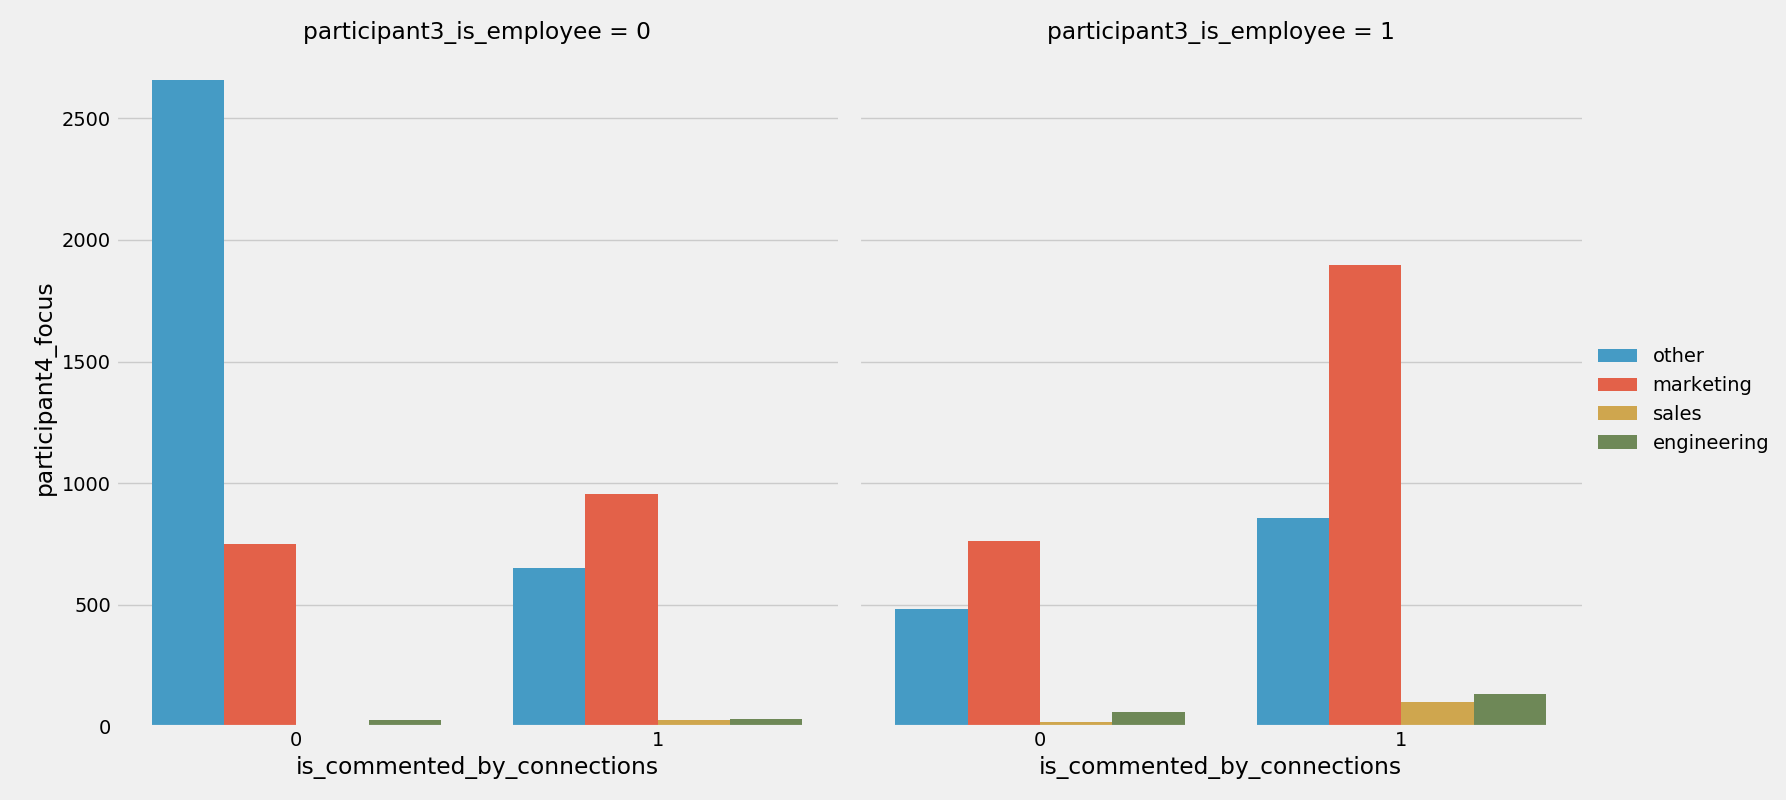 participant3_is_employee = 0
participant3_is_employee = 1
participant4_focus
2500
2000
1500
1000
500
0
0
1
0
1
is_commented_by_connections
is_commented_by_connections
other
marketing
sales
engineering